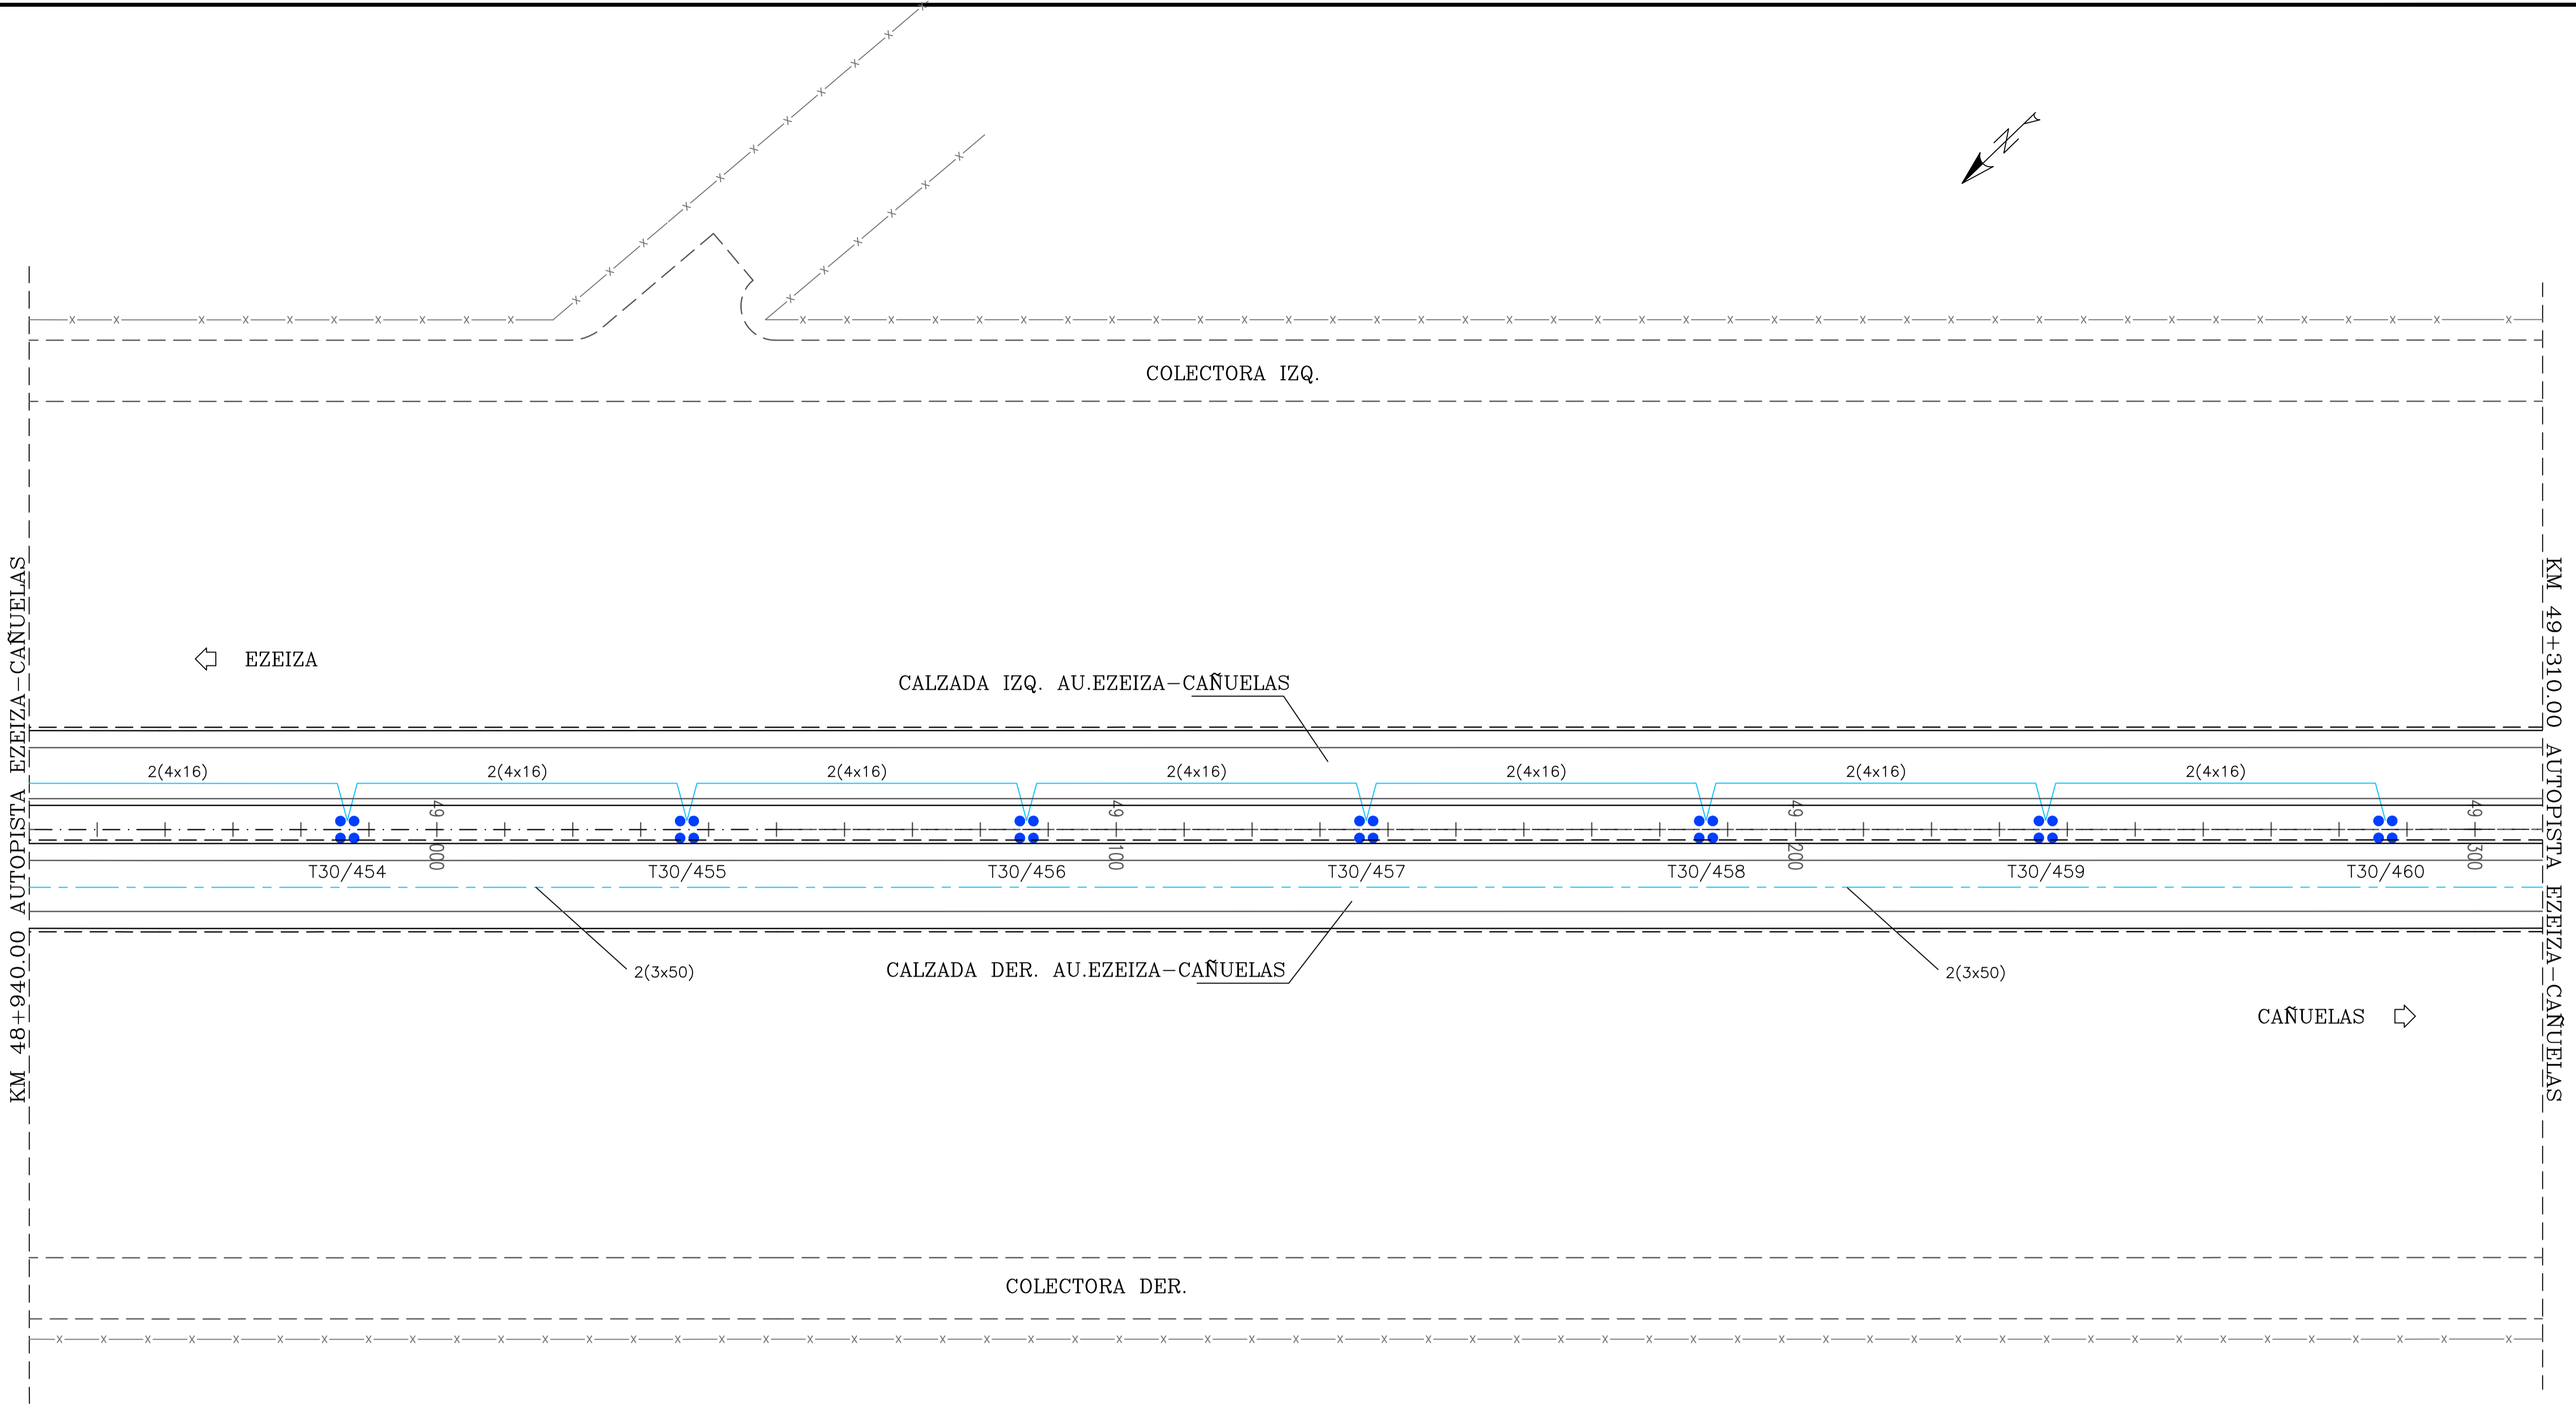 N
COLECTORA IZQ.
KM 48+940.00 AUTOPISTA EZEIZA-CAÑUELAS
KM 49+310.00 AUTOPISTA EZEIZA-CAÑUELAS
EZEIZA
CALZADA IZQ. AU.EZEIZA-CAÑUELAS
2(4x16)
2(4x16)
2(4x16)
2(4x16)
2(4x16)
2(4x16)
2(4x16)
49 000
49 100
49 200
49 300
T30/454
T30/455
T30/456
T30/457
T30/458
T30/459
T30/460
2(3x50)
CALZADA DER. AU.EZEIZA-CAÑUELAS
2(3x50)
CAÑUELAS
COLECTORA DER.